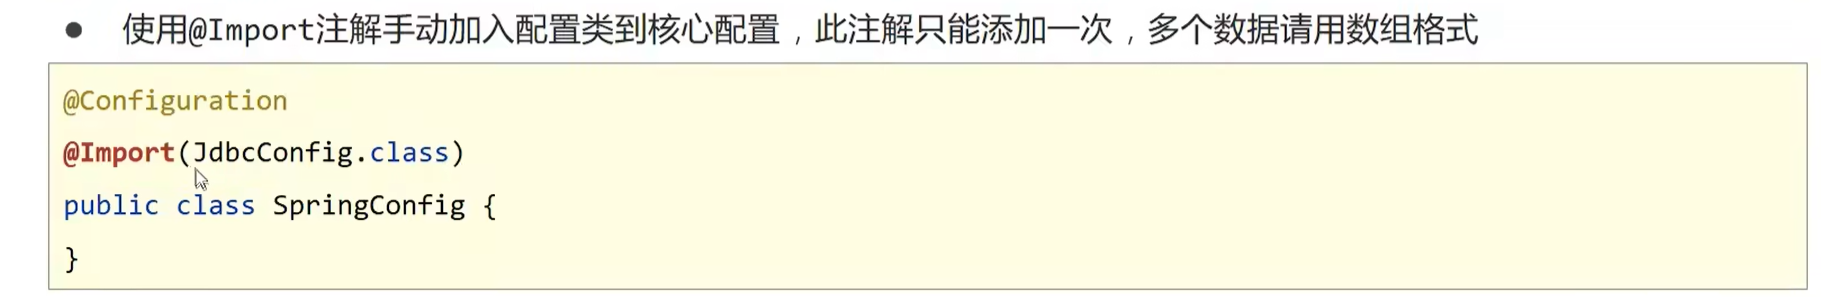 ● 使用@Import注解手动加入配置类到核心配置，此注解只能添加一次，多个数据请用数组格式
@Configuration
@Import(JdbcConfig.class)
public class SpringConfig {
}